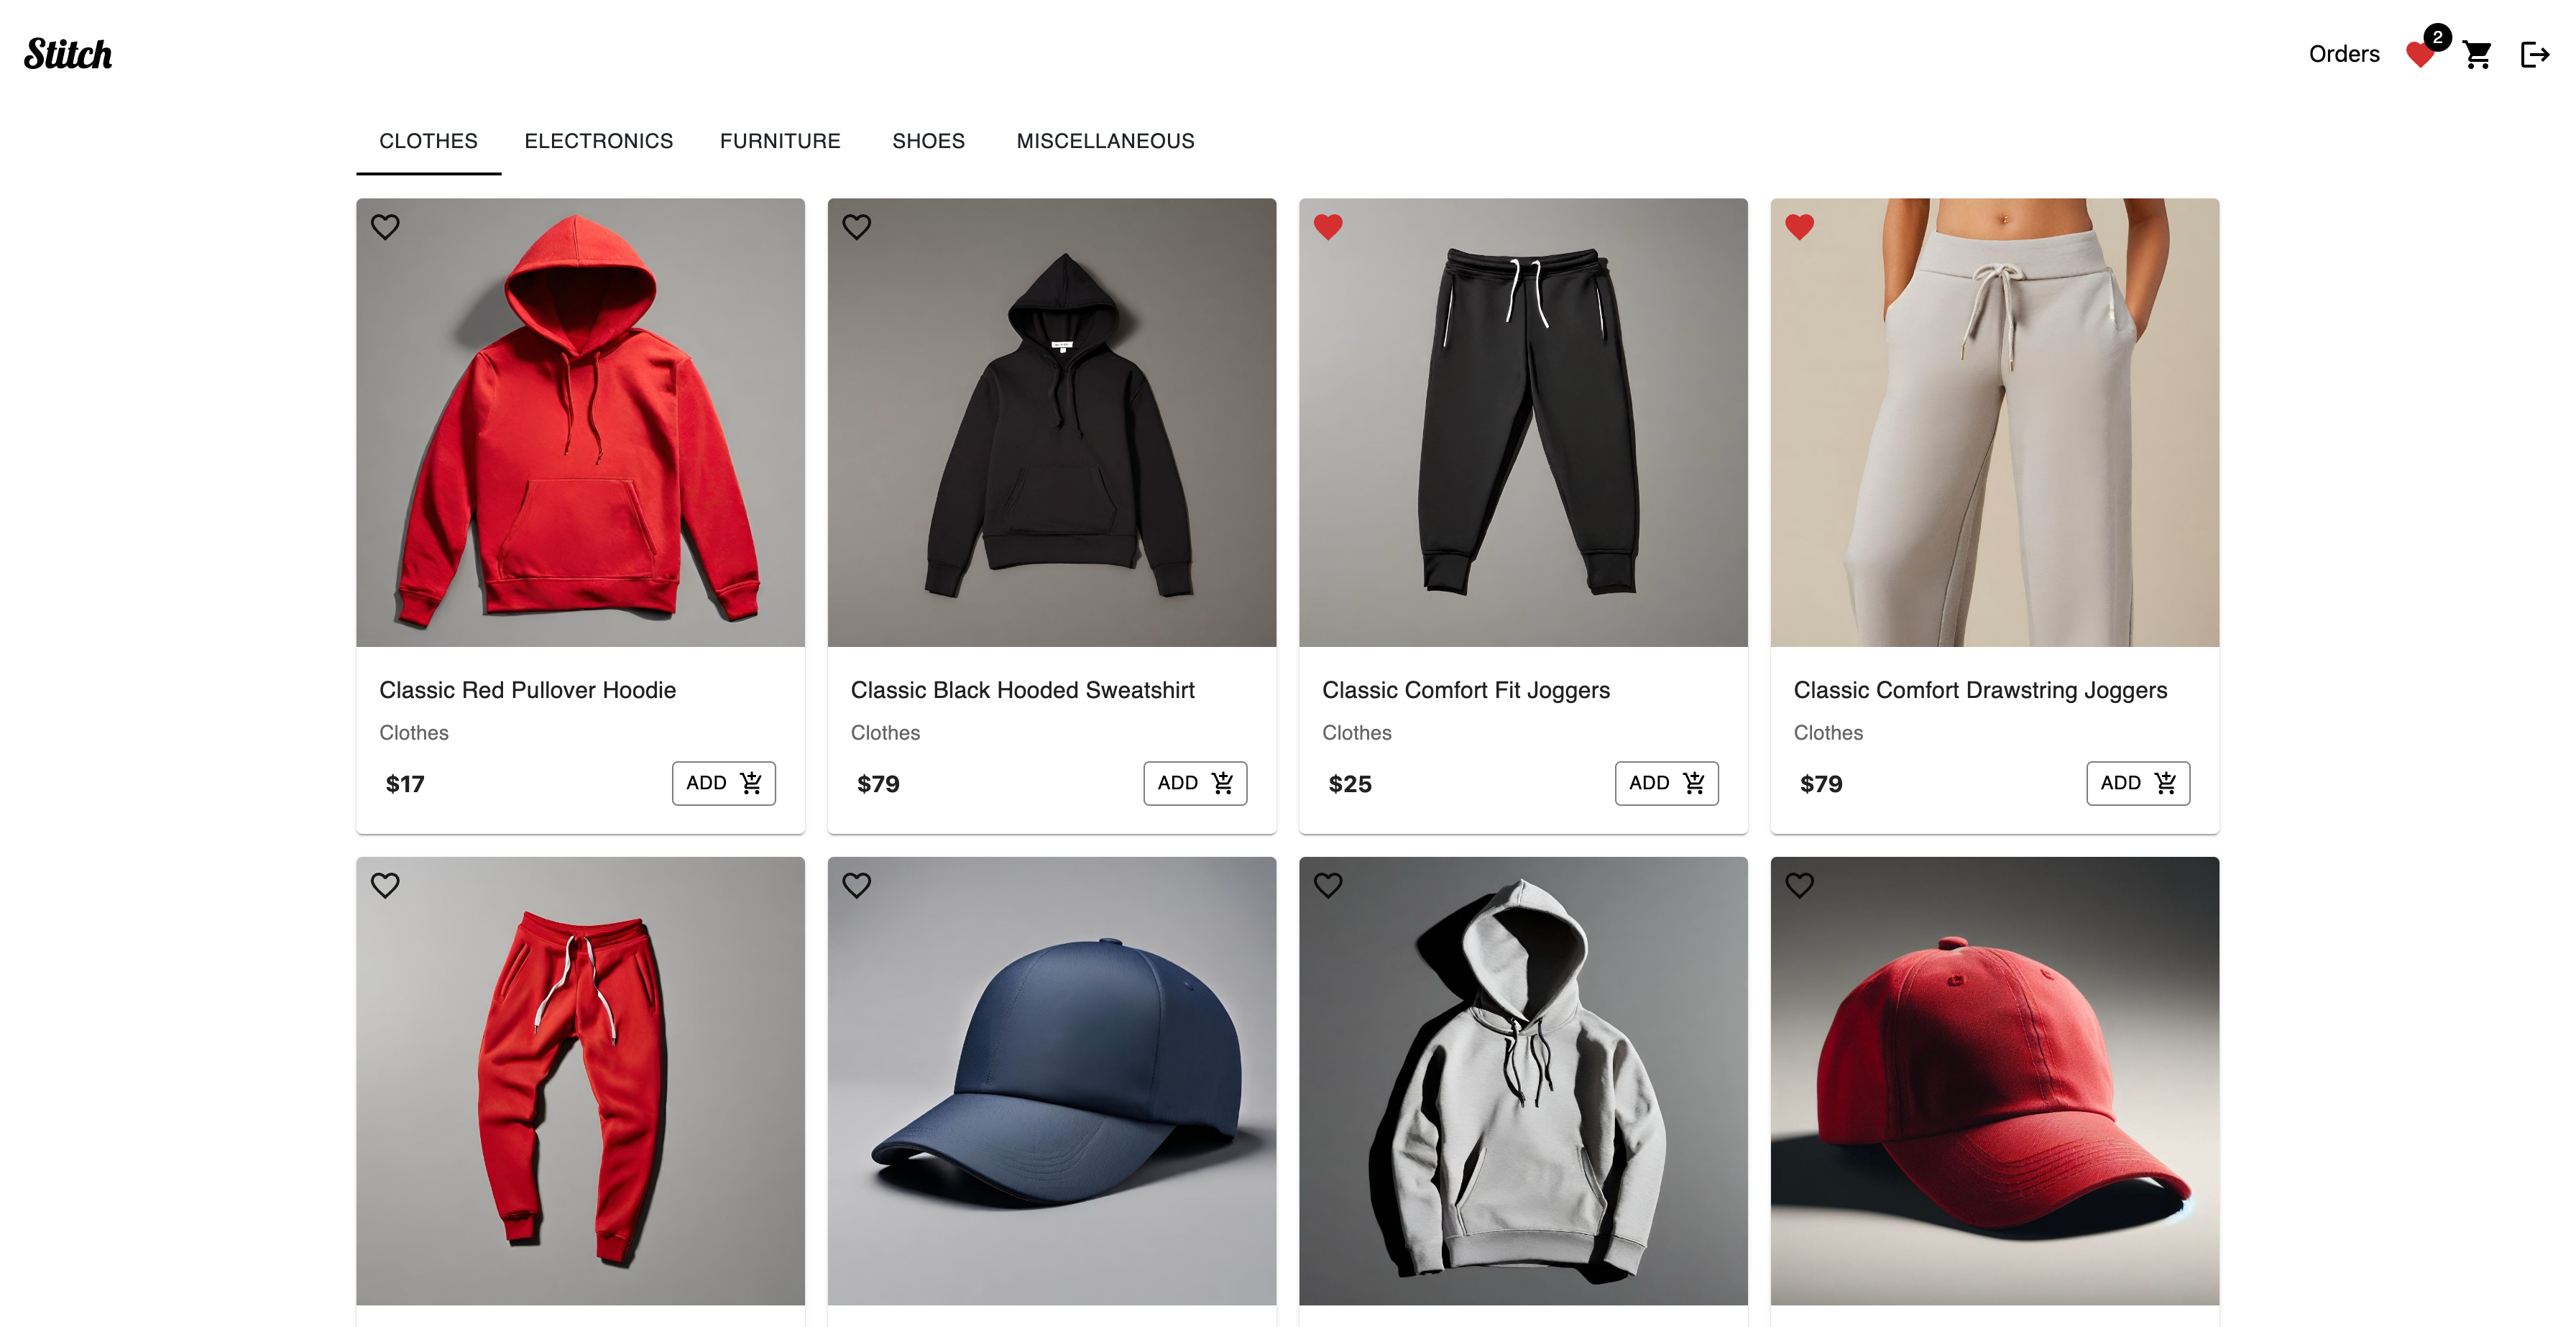 Stitch
Orders
2
CLOTHES ELECTRONICS FURNITURE SHOES MISCELLANEOUS
Classic Red Pullover Hoodie
Clothes
$17
ADD
Classic Black Hooded Sweatshirt
Clothes
$79
ADD
Classic Comfort Fit Joggers
Clothes
$25
ADD
Classic Comfort Drawstring Joggers
Clothes
$79
ADD